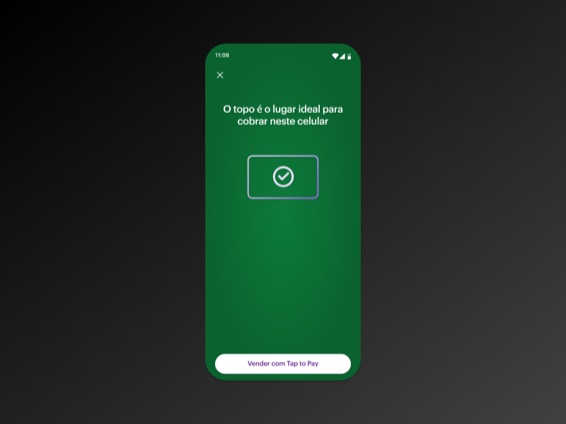 11:08
O topo é o lugar ideal para
cobrar neste celular
Vender com Tap to Pay